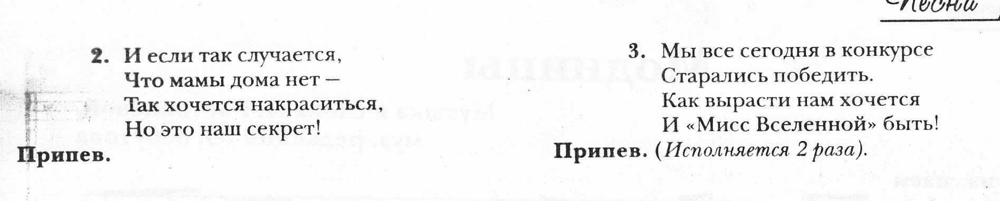 Песни
2. И если так случается,
Что мамы дома нет —
Так хочется накраситься,
Но это наш секрет!
Припев.
3. Мы все сегодня в конкурсе
Старались победить.
Как вырасти нам хочется
И «Мисс Вселенной» быть!
Припев. (Исполняется 2 раза).